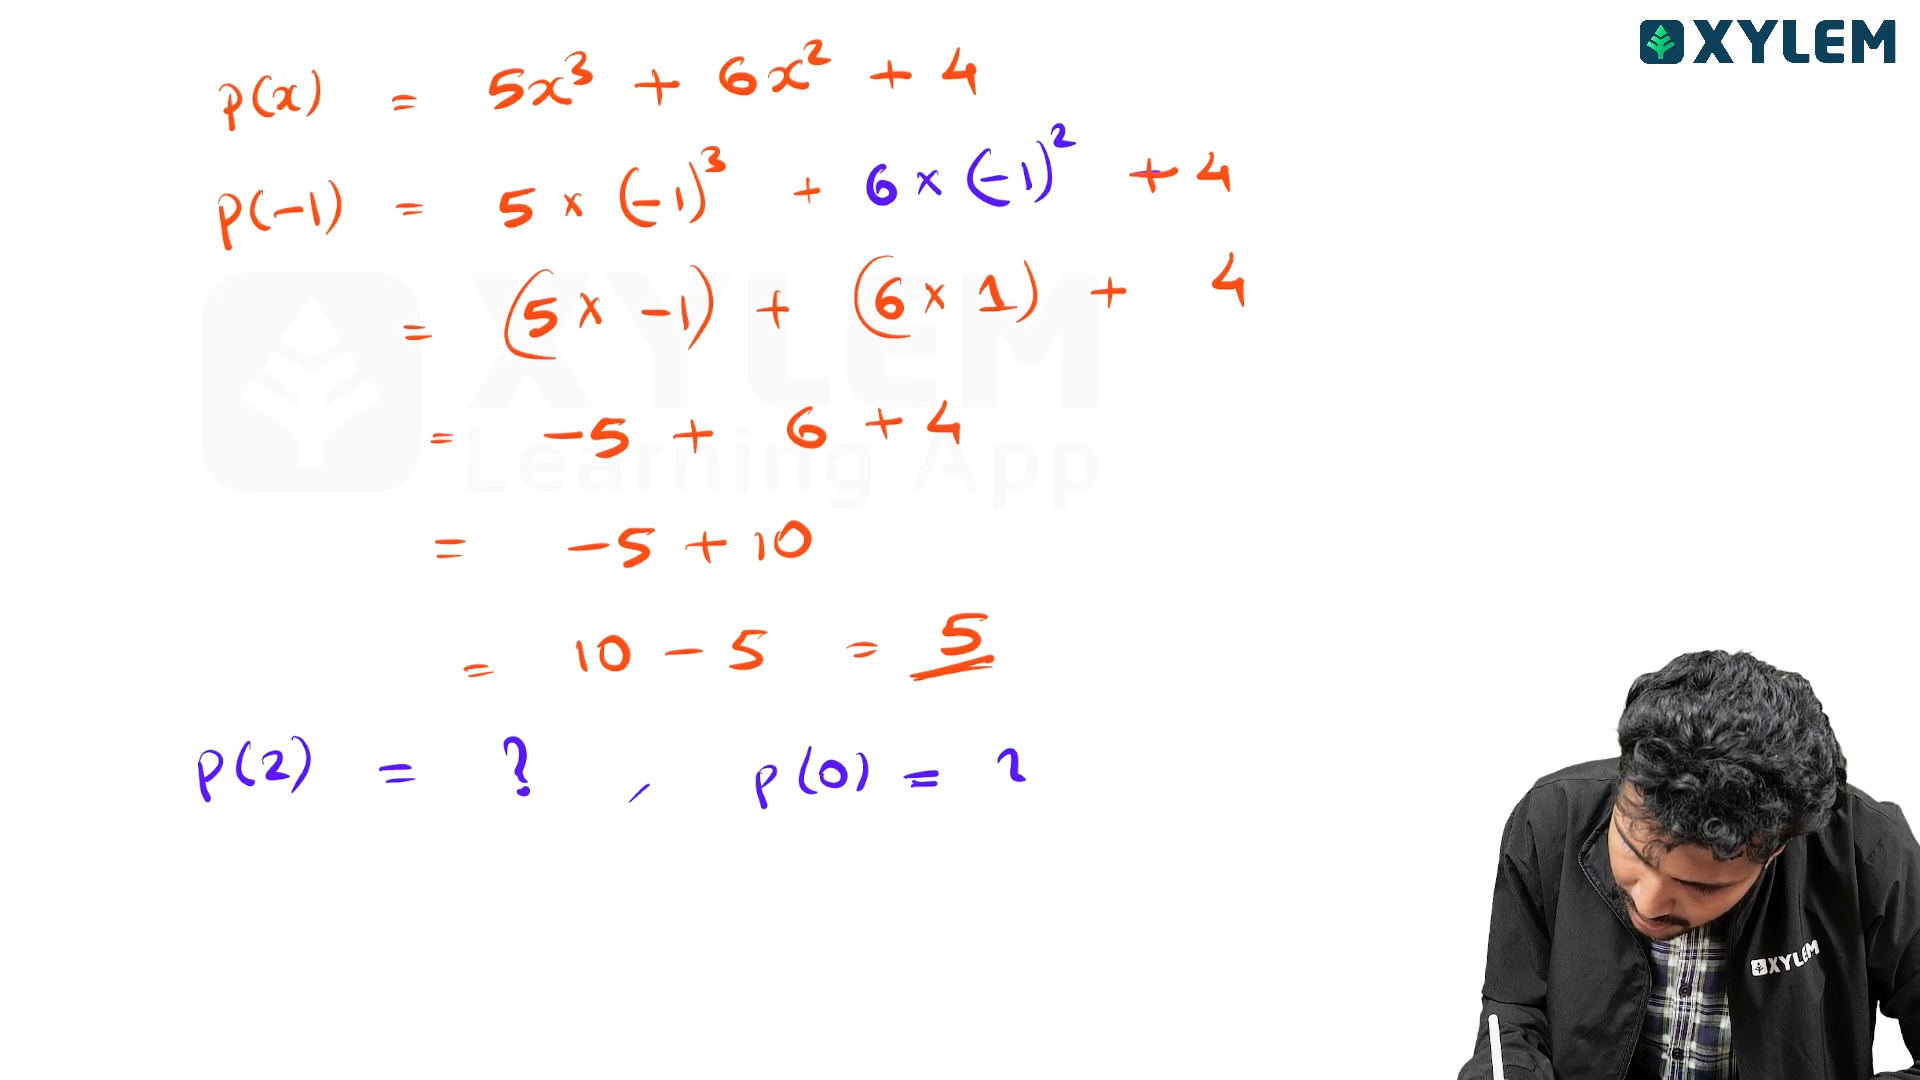 XYLEM
p(x) = 5x³ + 6x² + 4
p(-1) = 5 × (-1)³ + 6 × (-1)² + 4
= (5 × -1) + (6 × 1) + 4
= -5 + 6 + 4
= -5 + 10
= 10 - 5 = 5
p(2) = ? , p(0) = ?
XYLEM
Learning App
XYLEM